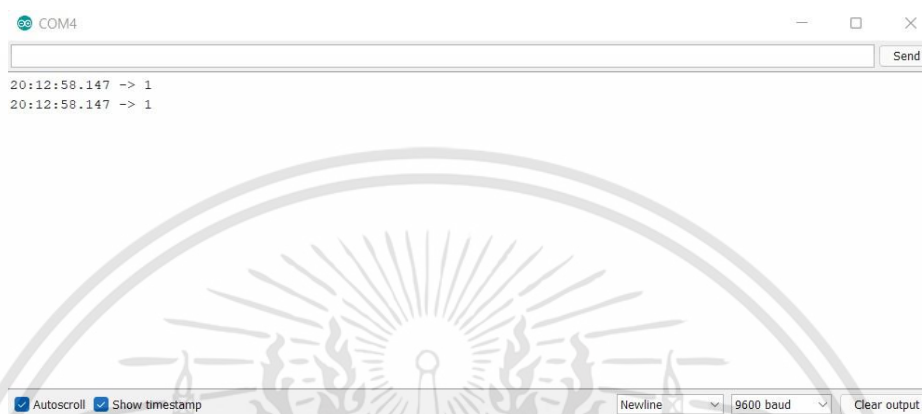 COM4
Send
20:12:58.147 -> 1
20:12:58.147 -> 1
Autoscroll Show timestamp Newline 9600 baud Clear output